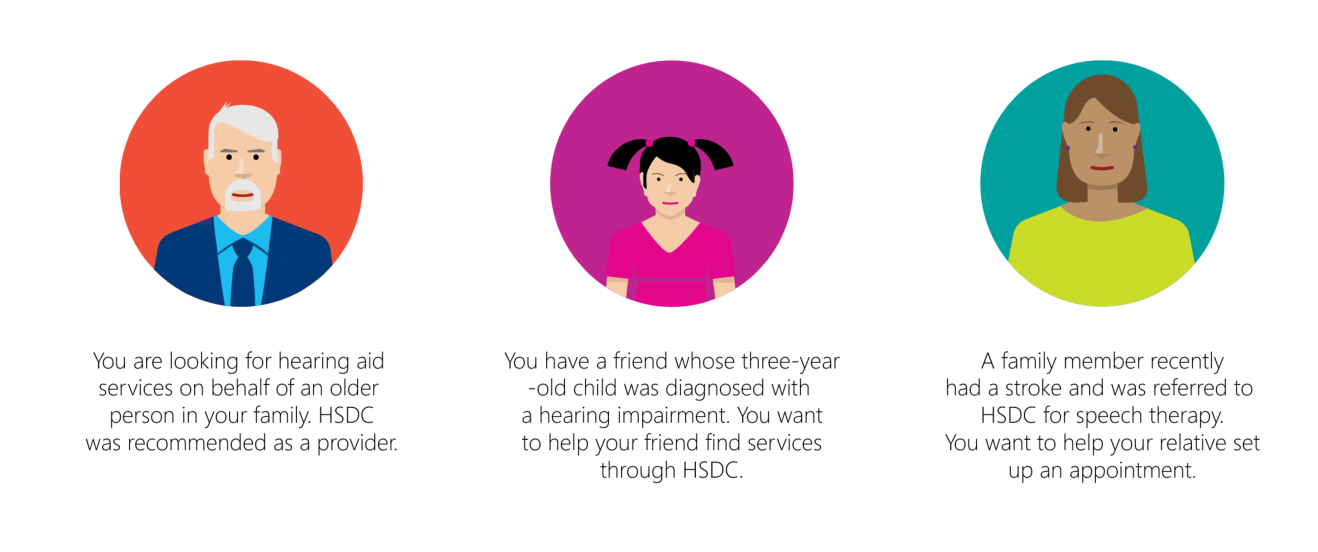 You are looking for hearing aid
services on behalf of an older
person in your family. HSDC
was recommended as a provider.
You have a friend whose three-year
-old child was diagnosed with
a hearing impairment. You want
to help your friend find services
through HSDC.
A family member recently
had a stroke and was referred to
HSDC for speech therapy.
You want to help your relative set
up an appointment.